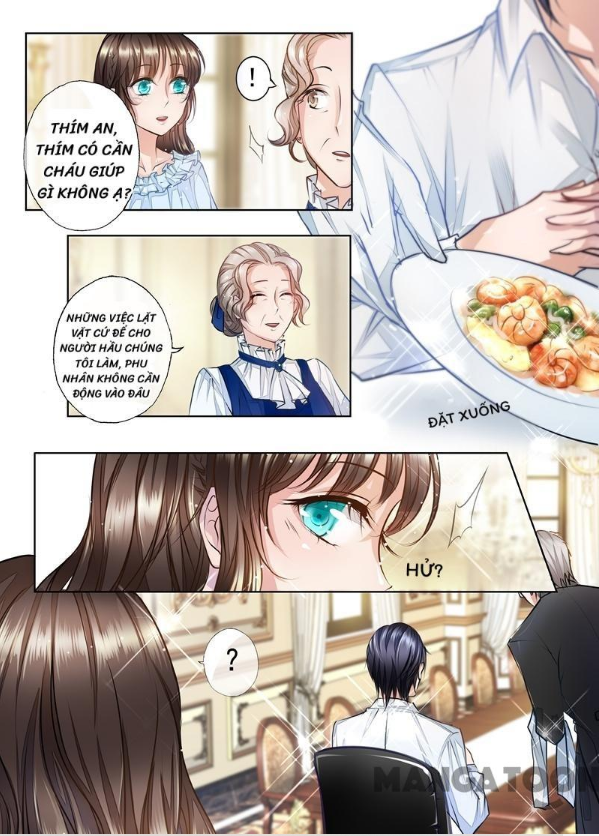 THÍM AN,
THÍM CÓ CẦN
CHÁU GIÚP
GÌ KHÔNG Ạ?
!
NHỮNG VIỆC LẶT
VẶT CỨ ĐỂ CHO
NGƯỜI HẦU CHÚNG
TÔI LÀM, PHU
NHÂN KHÔNG CẦN
ĐỘNG VÀO ĐÂU
ĐẶT XUỐNG
HỬ?
?
MANGATOON